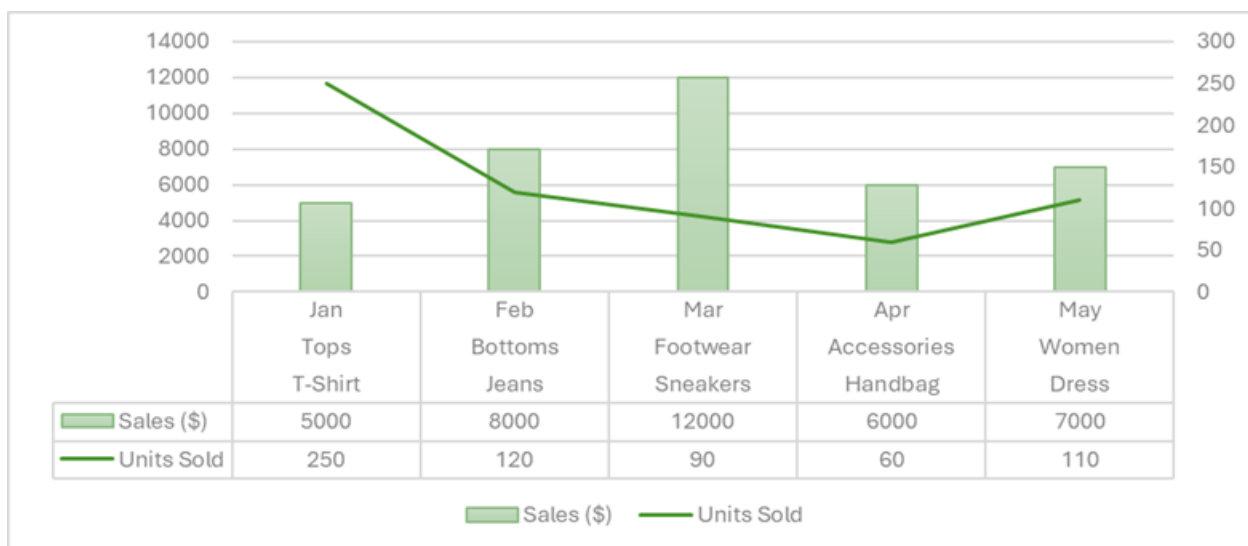 14000 300
12000 250
10000 200
8000 150
6000 100
4000 50
2000 0
0
Jan Feb Mar Apr May
Tops Bottoms Footwear Accessories Women
T-Shirt Jeans Sneakers Handbag Dress
Sales ($) 5000 8000 12000 6000 7000
Units Sold 250 120 90 60 110
Sales ($) Units Sold